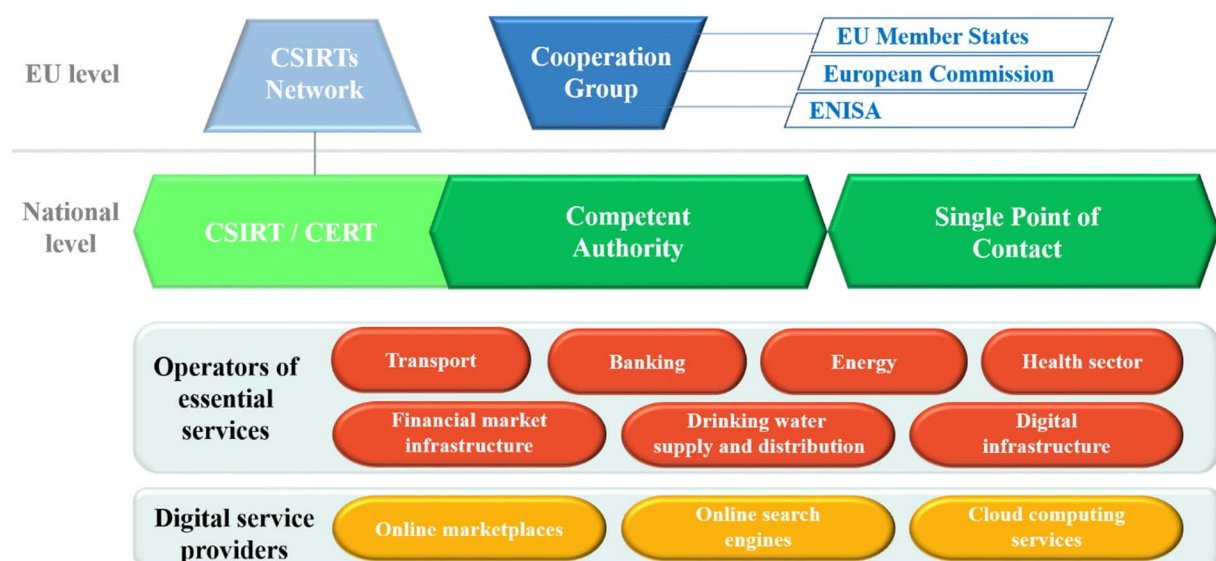 EU level
CSIRTs
Network
Cooperation
Group
EU Member States
European Commission
ENISA
National
level
CSIRT / CERT
Competent
Authority
Single Point of
Contact
Operators of
essential
services
Transport
Banking
Energy
Health sector
Financial market
infrastructure
Drinking water
supply and distribution
Digital
infrastructure
Digital service
providers
Online marketplaces
Online search
engines
Cloud computing
services